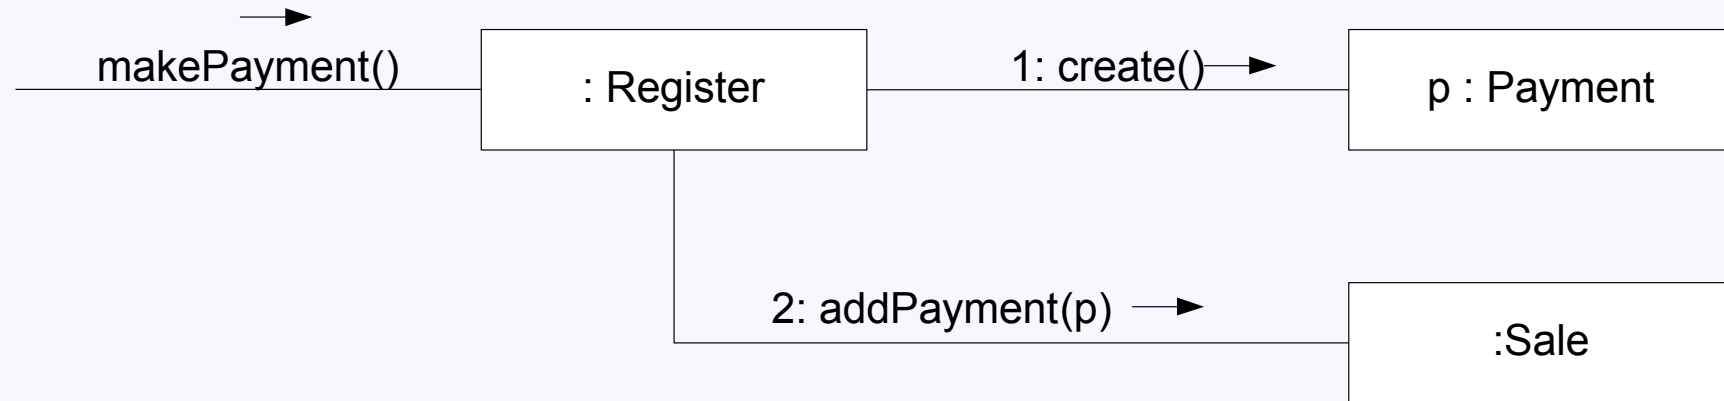 makePayment()
: Register
1: create()
p : Payment
2: addPayment(p)
:Sale